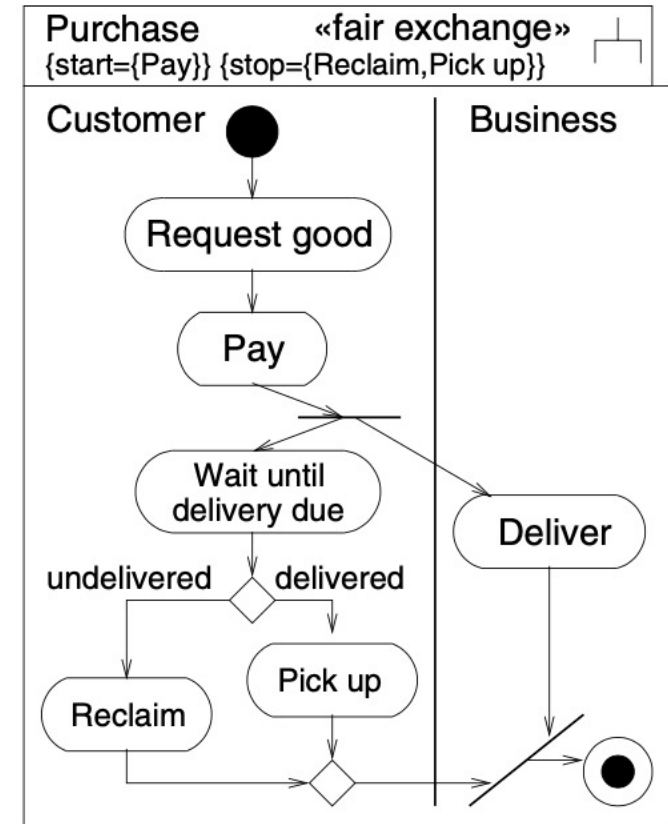 Purchase «fair exchange»
{start={Pay}} {stop={Reclaim,Pick up}}
Customer
Business
Request good
Pay
Wait until
delivery due
Deliver
undelivered
delivered
Pick up
Reclaim